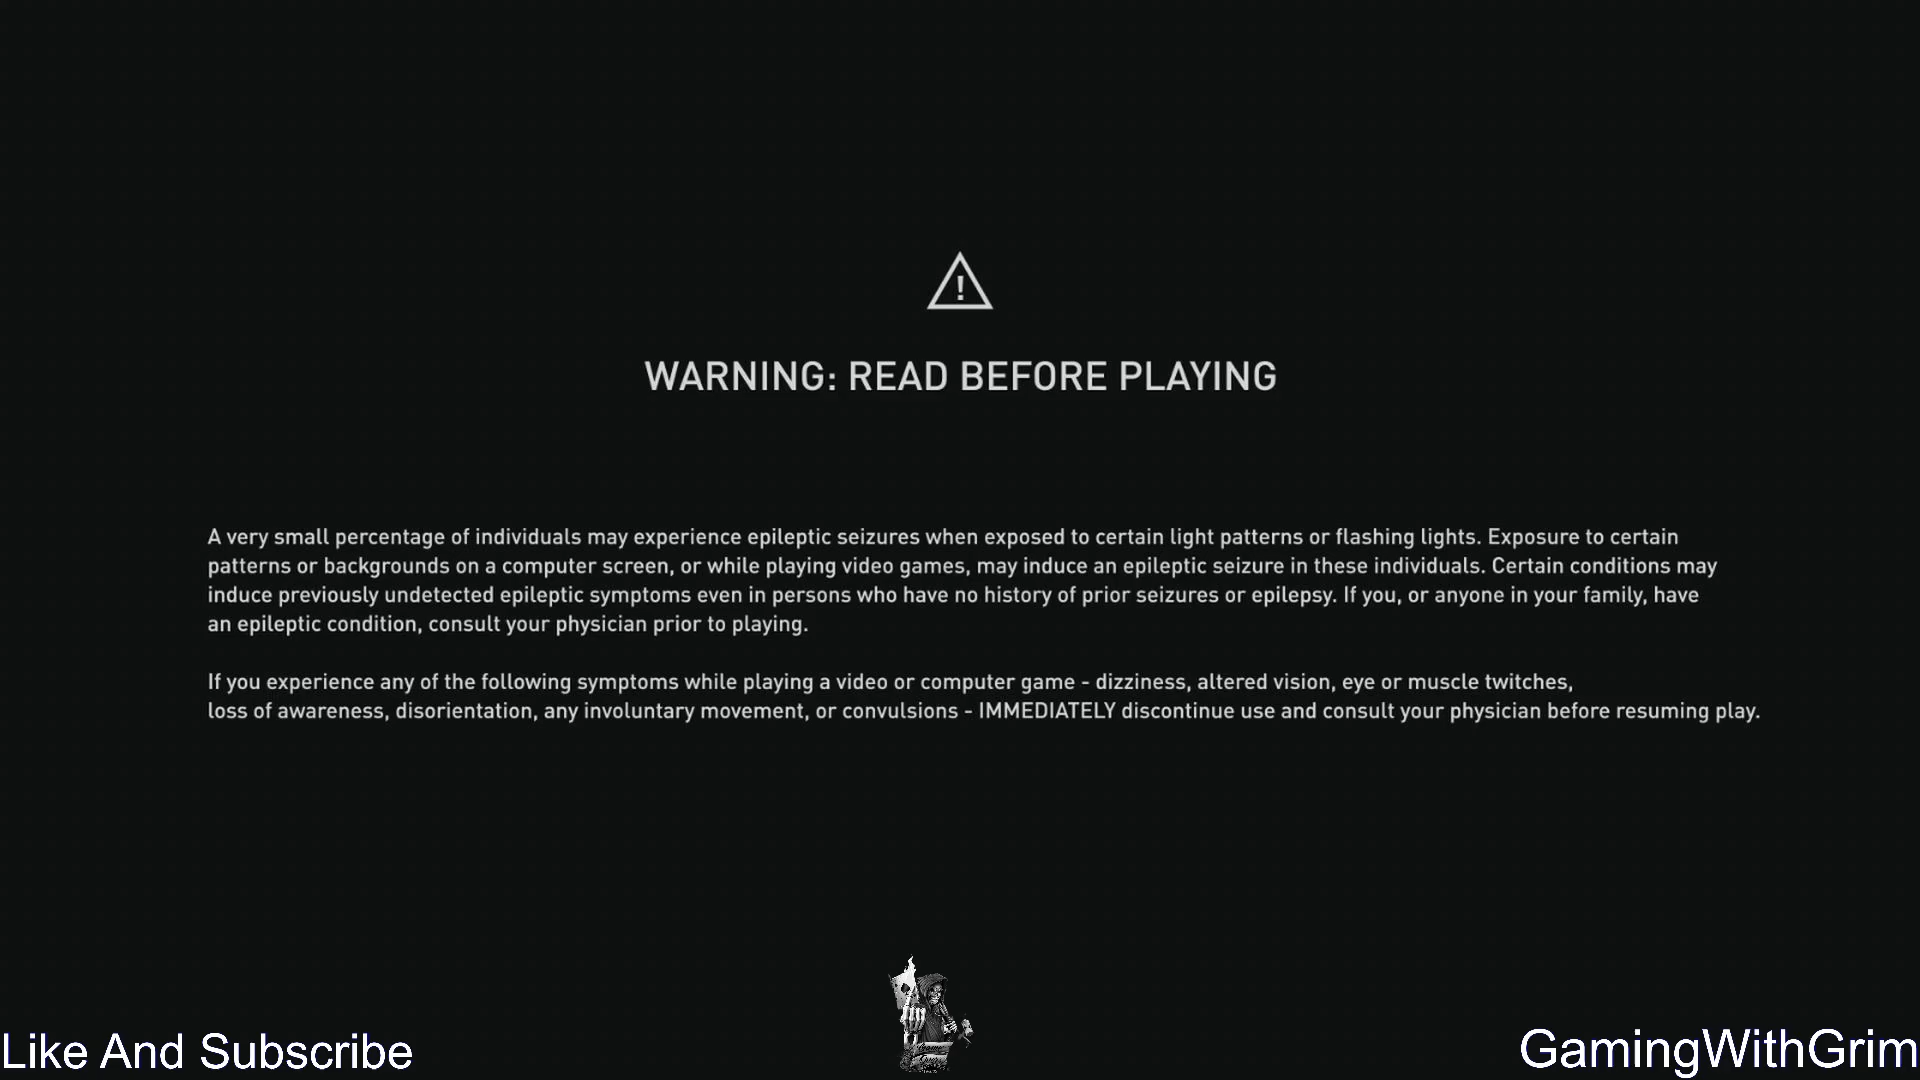 !
WARNING: READ BEFORE PLAYING
A very small percentage of individuals may experience epileptic seizures when exposed to certain light patterns or flashing lights. Exposure to certain
patterns or backgrounds on a computer screen, or while playing video games, may induce an epileptic seizure in these individuals. Certain conditions may
induce previously undetected epileptic symptoms even in persons who have no history of prior seizures or epilepsy. If you, or anyone in your family, have
an epileptic condition, consult your physician prior to playing.
If you experience any of the following symptoms while playing a video or computer game - dizziness, altered vision, eye or muscle twitches,
loss of awareness, disorientation, any involuntary movement, or convulsions - IMMEDIATELY discontinue use and consult your physician before resuming play.
Like And Subscribe
GamingWithGrim